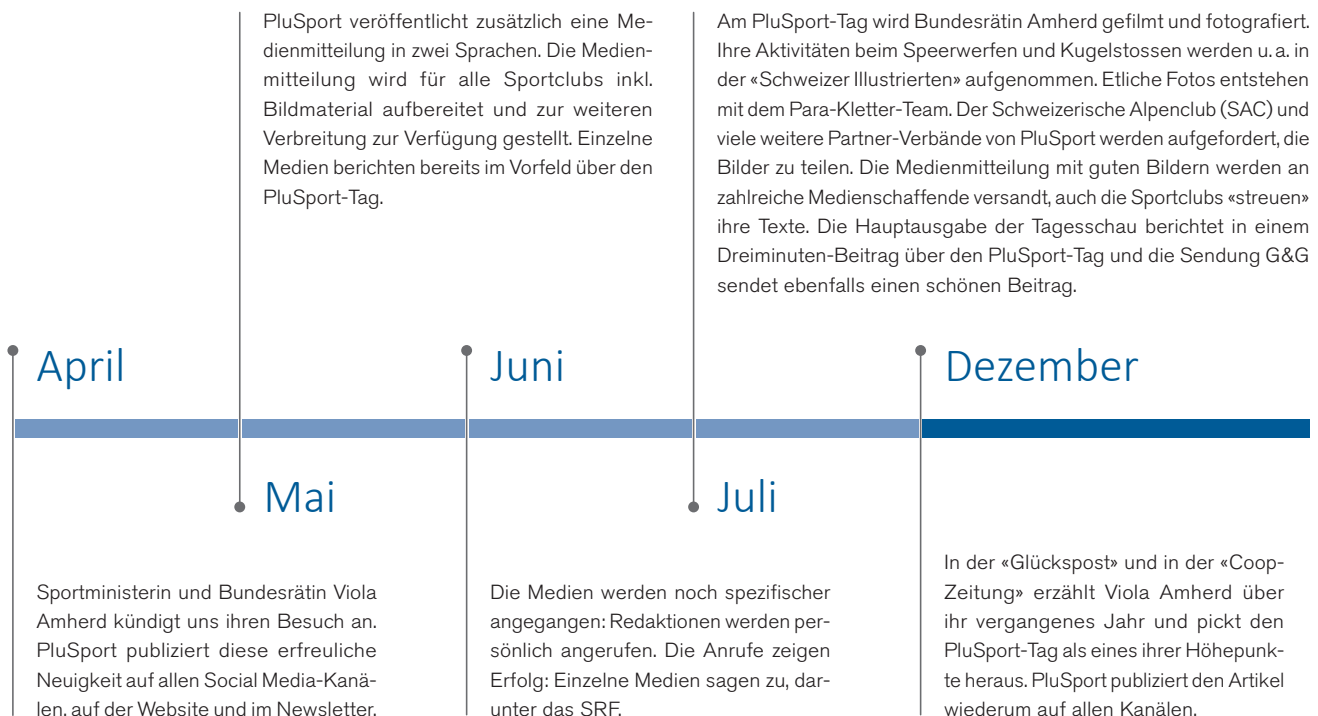 PluSport veröffentlicht zusätzlich eine Me-
dienmitteilung in zwei Sprachen. Die Medien-
mitteilung wird für alle Sportclubs inkl.
Bildmaterial aufbereitet und zur weiteren
Verbreitung zur Verfügung gestellt. Einzelne
Medien berichten bereits im Vorfeld über den
PluSport-Tag.
Am PluSport-Tag wird Bundesrätin Amherd gefilmt und fotografiert.
Ihre Aktivitäten beim Speerwerfen und Kugelstossen werden u. a. in
der «Schweizer Illustrierten» aufgenommen. Etliche Fotos entstehen
mit dem Para-Kletter-Team. Der Schweizerische Alpenclub (SAC) und
viele weitere Partner-Verbände von PluSport werden aufgefordert, die
Bilder zu teilen. Die Medienmitteilung mit guten Bildern werden an
zahlreiche Medienschaffende versandt, auch die Sportclubs «streuen»
ihre Texte. Die Hauptausgabe der Tagesschau berichtet in einem
Dreiminuten-Beitrag über den PluSport-Tag und die Sendung G&G
sendet ebenfalls einen schönen Beitrag.
April
Juni
Dezember
Mai
Juli
Sportministerin und Bundesrätin Viola
Amherd kündigt uns ihren Besuch an.
PluSport publiziert diese erfreuliche
Neuigkeit auf allen Social Media-Kanä-
len, auf der Website und im Newsletter.
Die Medien werden noch spezifischer
angegangen: Redaktionen werden per-
sönlich angerufen. Die Anrufe zeigen
Erfolg: Einzelne Medien sagen zu, dar-
unter das SRF.
In der «Glückspost» und in der «Coop-
Zeitung» erzählt Viola Amherd über
ihr vergangenes Jahr und pickt den
PluSport-Tag als eines ihrer Höhepunk-
te heraus. PluSport publiziert den Artikel
wiederum auf allen Kanälen.